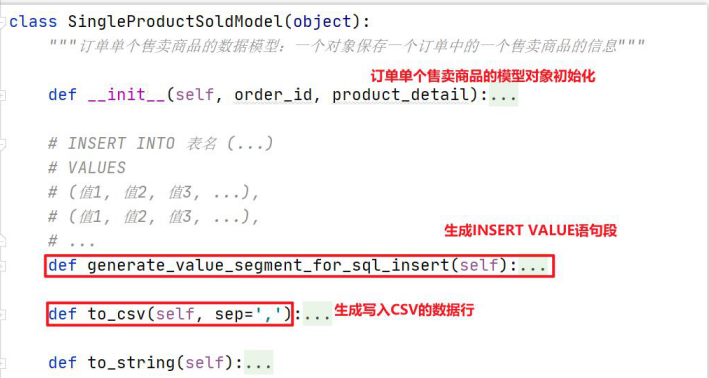 class SingleProductSoldModel(object):
"""订单单个售卖商品的数据模型：一个对象保存一个订单中的一个售卖商品的信息"""
订单单个售卖商品的模型对象初始化
def __init__(self, order_id, product_detail):...
# INSERT INTO 表名 (...)
# VALUES
# (值1, 值2, 值3, ...),
# (值1, 值2, 值3, ...),
# ...
生成INSERT VALUE语句段
def generate_value_segment_for_sql_insert(self):...
def to_csv(self, sep=','):... 生成写入CSV的数据行
def to_string(self):...